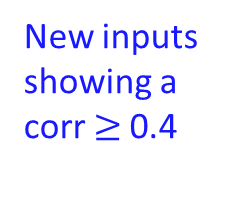 New inputs
showing a
corr ≥ 0.4